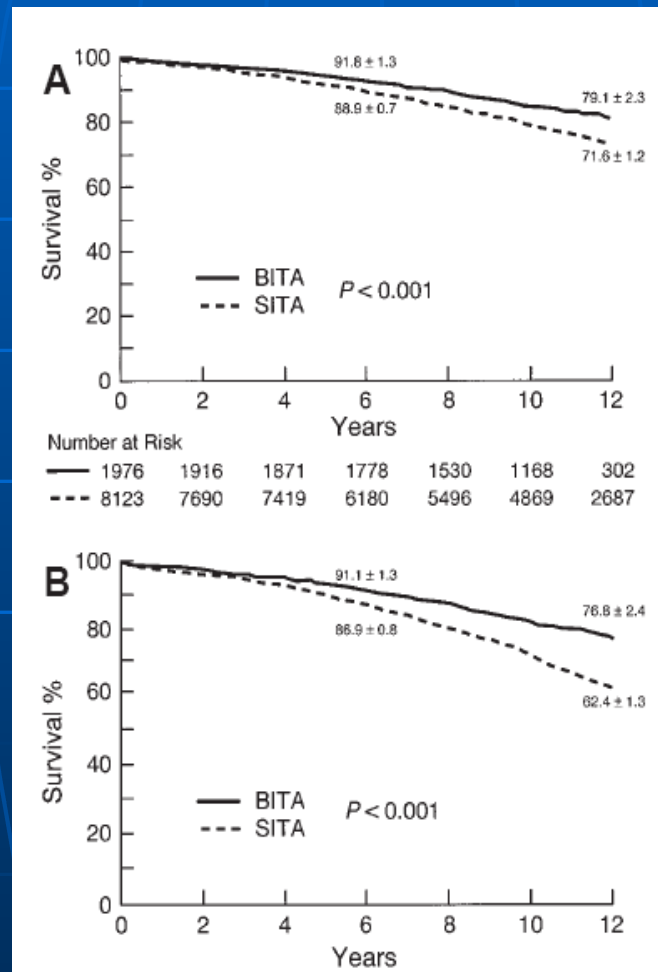 A
100
80
60
40
20
0
Survival %
91.8 ± 1.3
79.1 ± 2.3
88.9 ± 0.7
71.6 ± 1.2
BITA
SITA
P < 0.001
0 2 4 6 8 10 12
Years
Number at Risk
1976 1916 1871 1778 1530 1168 302
8123 7690 7419 6180 5496 4869 2687
B
100
80
60
40
20
0
Survival %
91.1 ± 1.3
76.8 ± 2.4
86.9 ± 0.8
62.4 ± 1.3
BITA
SITA
P < 0.001
0 2 4 6 8 10 12
Years